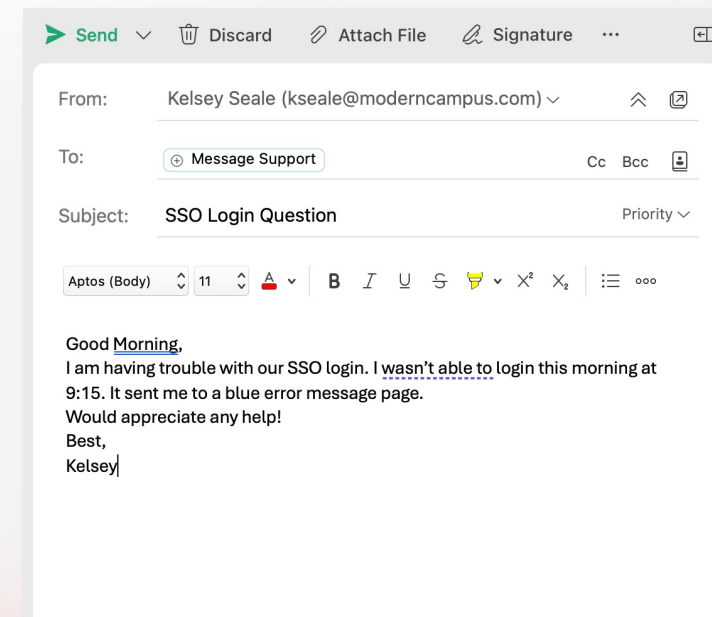 Send Discard Attach File Signature ...
From: Kelsey Seale (kseale@moderncampus.com)
To: Message Support Cc Bcc
Subject: SSO Login Question Priority
Aptos (Body) 11 A B I U S X² X₂
Good Morning,
I am having trouble with our SSO login. I wasn’t able to login this morning at
9:15. It sent me to a blue error message page.
Would appreciate any help!
Best,
Kelsey